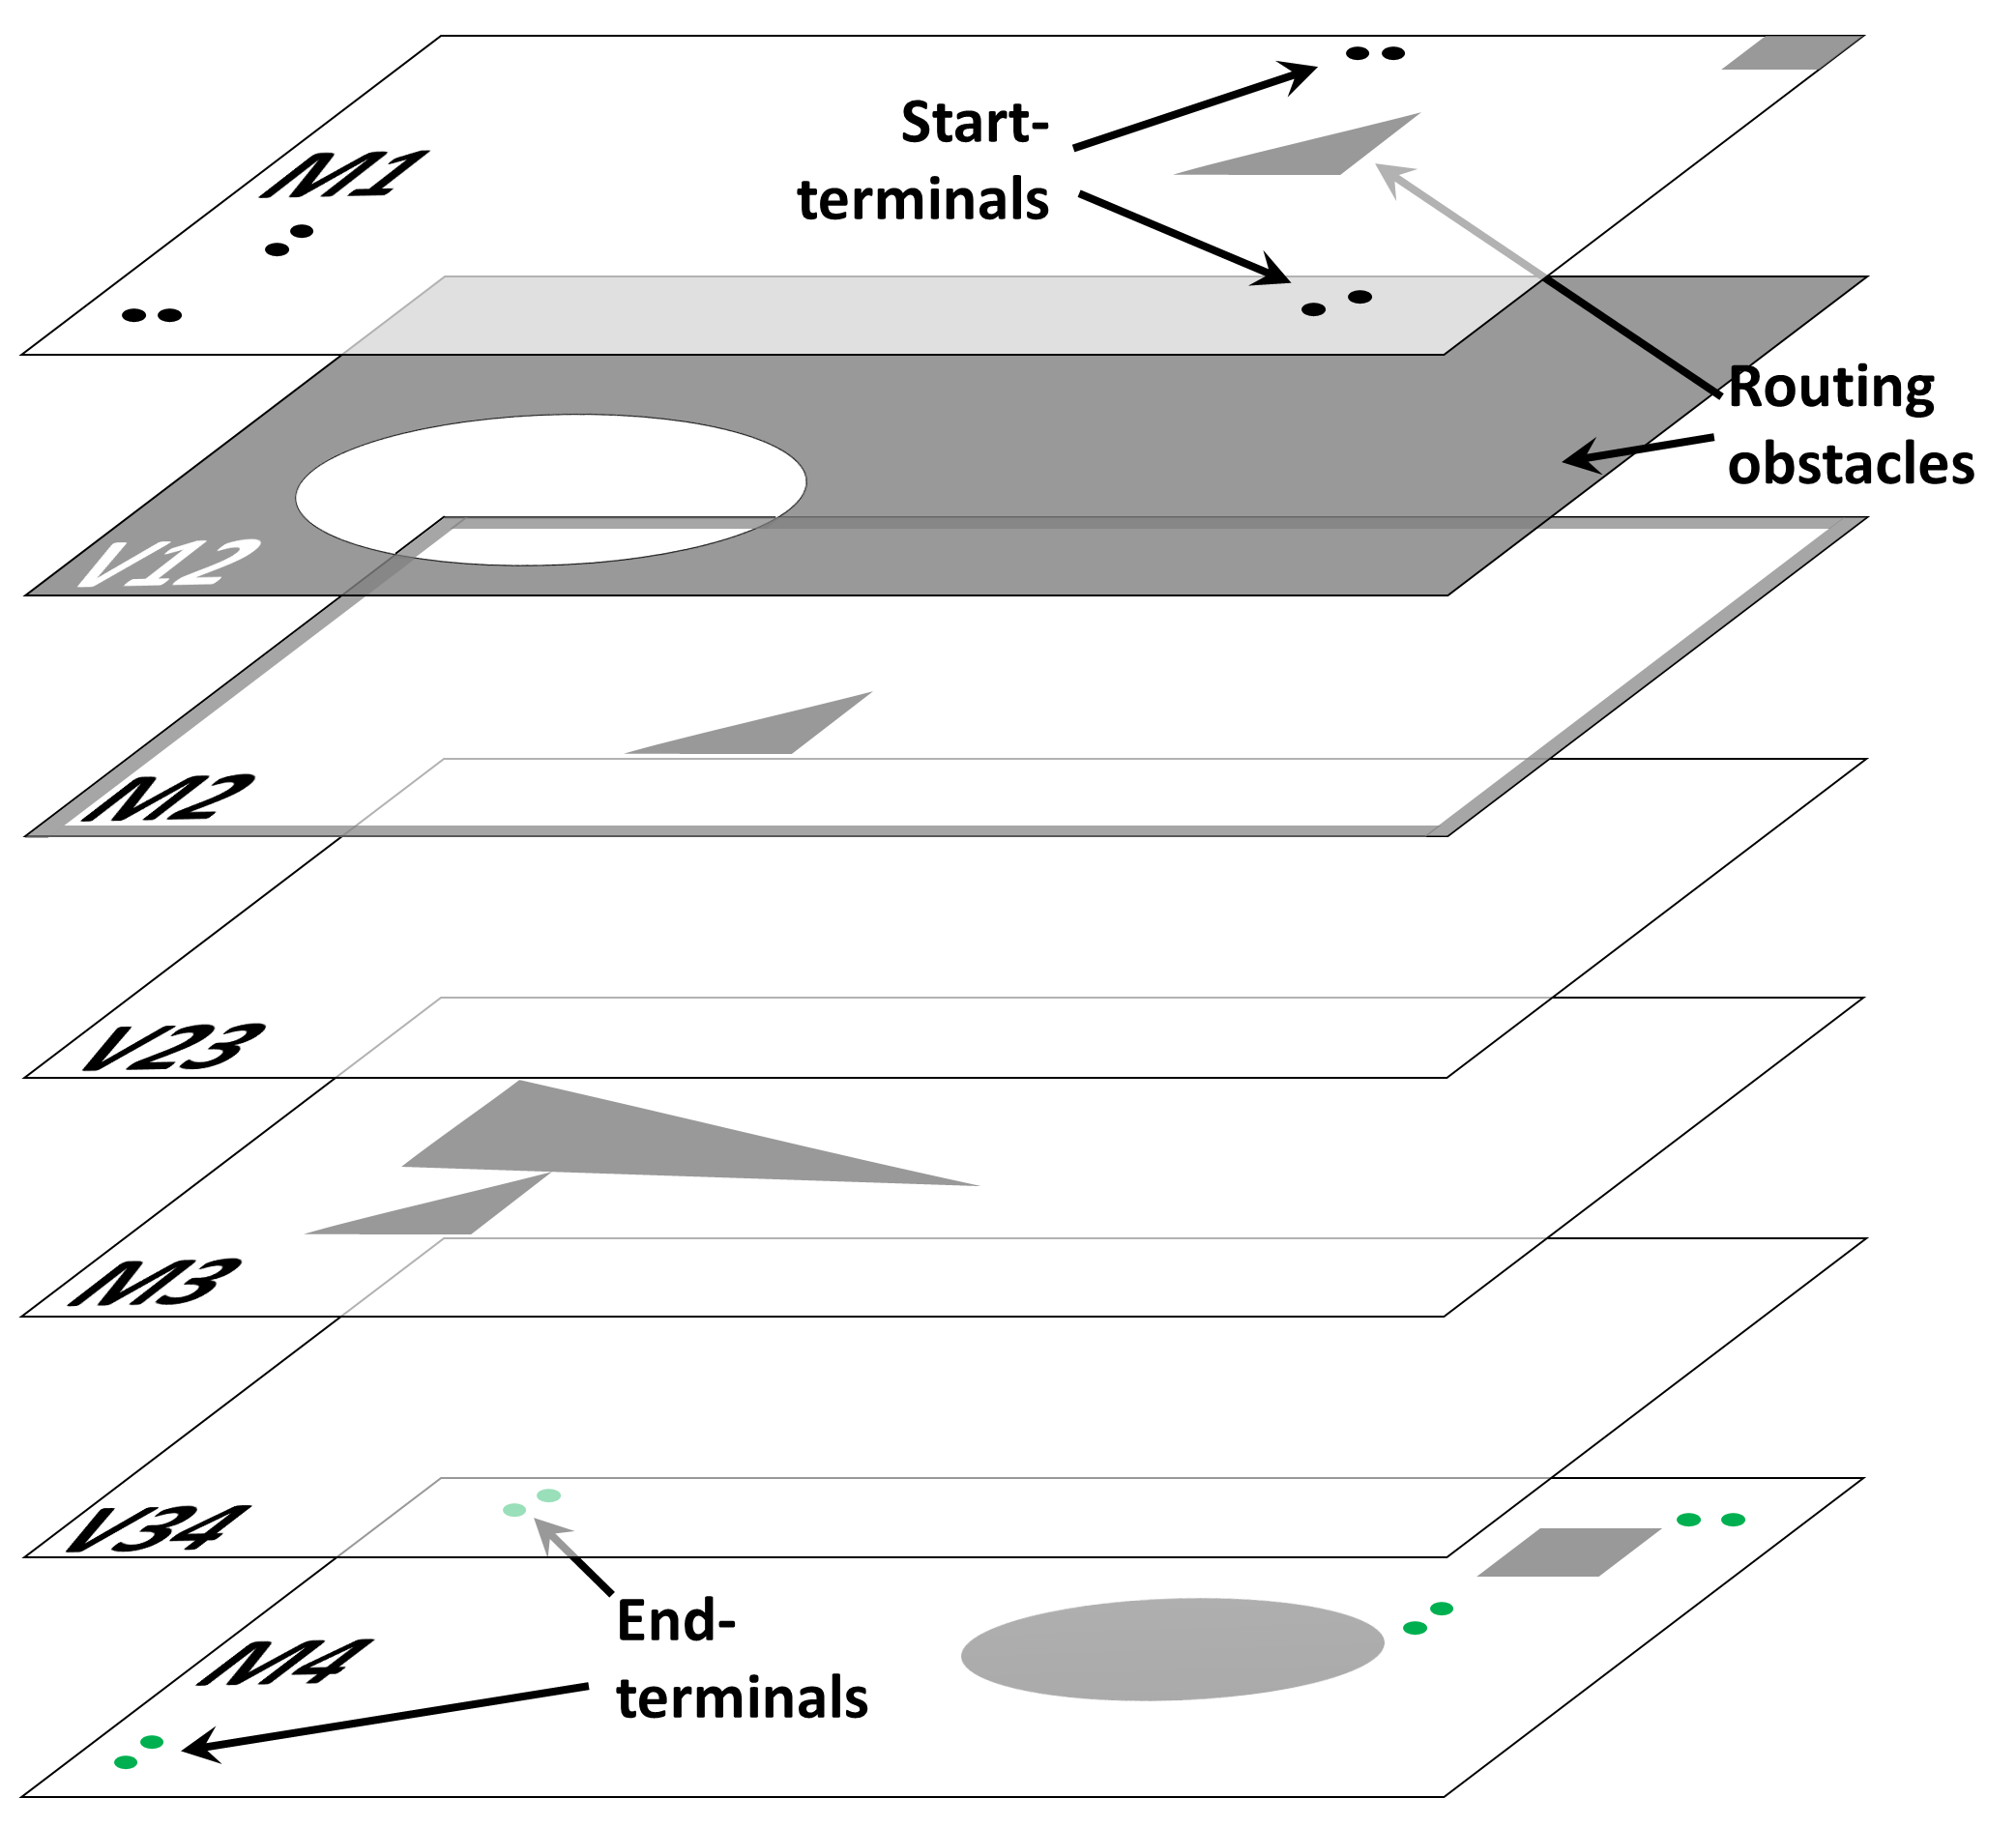 Start-
terminals
M1
Routing
obstacles
V12
M2
V23
M3
V34
End-
terminals
M4